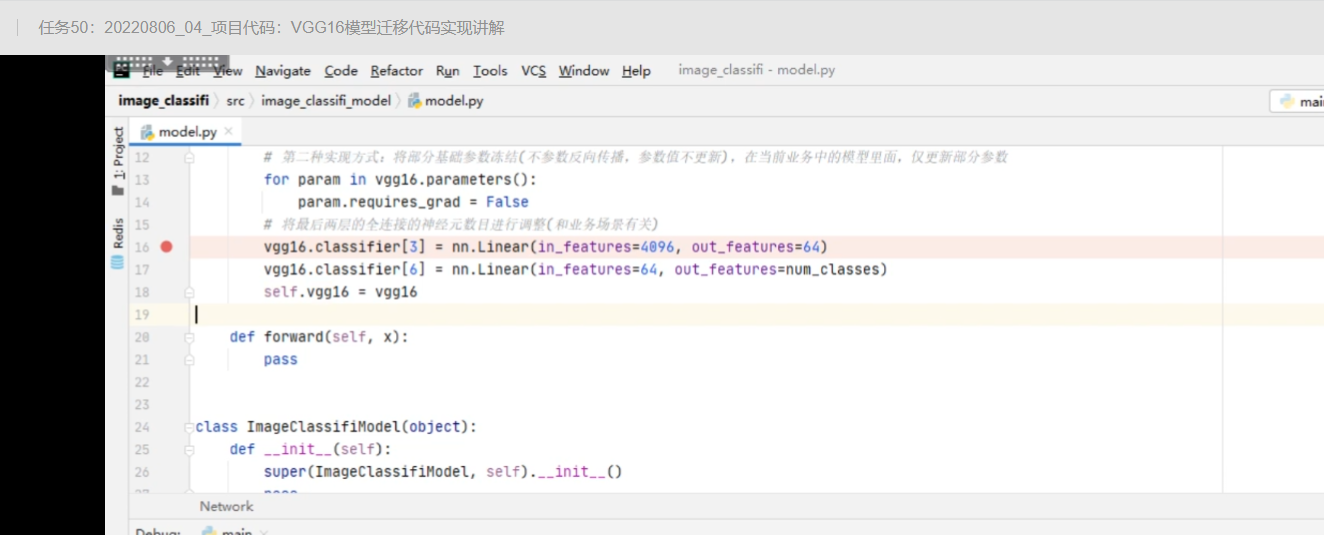 任务50：20220806_04_项目代码：VGG16模型迁移代码实现讲解
File Edit View Navigate Code Refactor Run Tools VCS Window Help image_classifi - model.py
image_classifi src image_classifi_model model.py
1: Project
Redis
model.py
12 # 第二种实现方式：将部分基础参数冻结(不参数反向传播，参数值不更新)，在当前业务中的模型里面，仅更新部分参数
13 for param in vgg16.parameters():
14 param.requires_grad = False
15 # 将最后两层的全连接的神经元数目进行调整(和业务场景有关)
16 vgg16.classifier[3] = nn.Linear(in_features=4096, out_features=64)
17 vgg16.classifier[6] = nn.Linear(in_features=64, out_features=num_classes)
18 self.vgg16 = vgg16
19
20 def forward(self, x):
21 pass
22
23
24 class ImageClassifiModel(object):
25 def __init__(self):
26 super(ImageClassifiModel, self).__init__()
Network
Debug: main